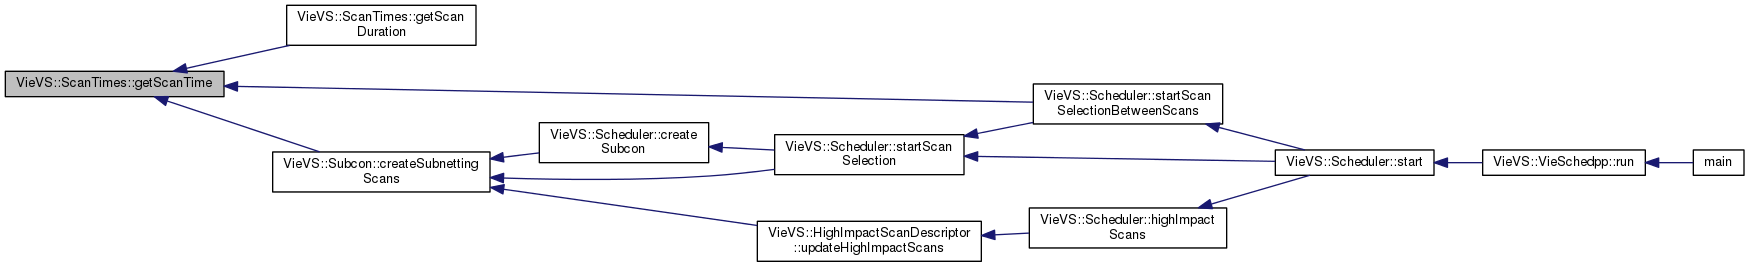 VieVS::ScanTimes::getScan
Duration
VieVS::ScanTimes::getScanTime
VieVS::Scheduler::startScan
SelectionBetweenScans
VieVS::Scheduler::create
Subcon
VieVS::Scheduler::startScan
Selection
VieVS::Subcon::createSubnetting
Scans
VieVS::Scheduler::start
VieVS::VieSchedpp::run
main
VieVS::Scheduler::highImpact
Scans
VieVS::HighImpactScanDescriptor
::updateHighImpactScans